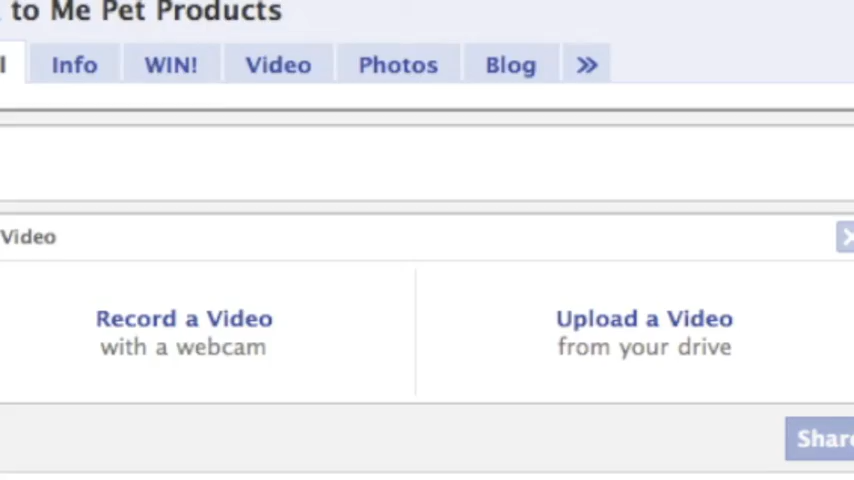 to Me Pet Products
Info WIN! Video Photos Blog »
Video
Record a Video Upload a Video
with a webcam from your drive
Share